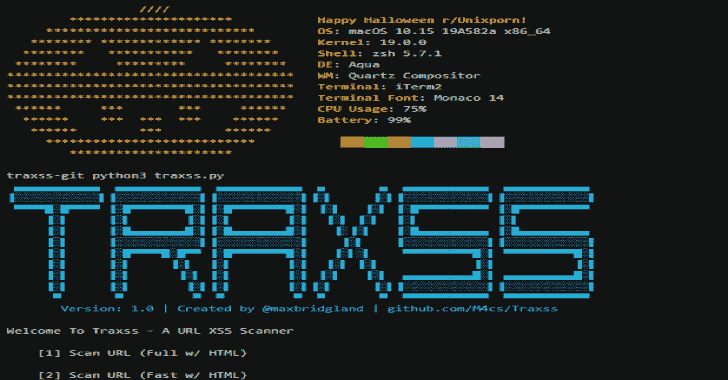 Happy Halloween r/Unixporn!
OS: macOS 10.15 19A582a x86_64
Kernel: 19.0.0
Shell: zsh 5.7.1
DE: Aqua
WM: Quartz Compositor
Terminal: iTerm2
Terminal Font: Monaco 14
CPU Usage: 75%
Battery: 99%
traxss-git python3 traxss.py
TRAXSS
Version: 1.0 | Created by @maxbridgland | github.com/M4cs/Traxss
Welcome To Traxss - A URL XSS Scanner
[1] Scan URL (Full w/ HTML)
[2] Scan URL (Fast w/ HTML)